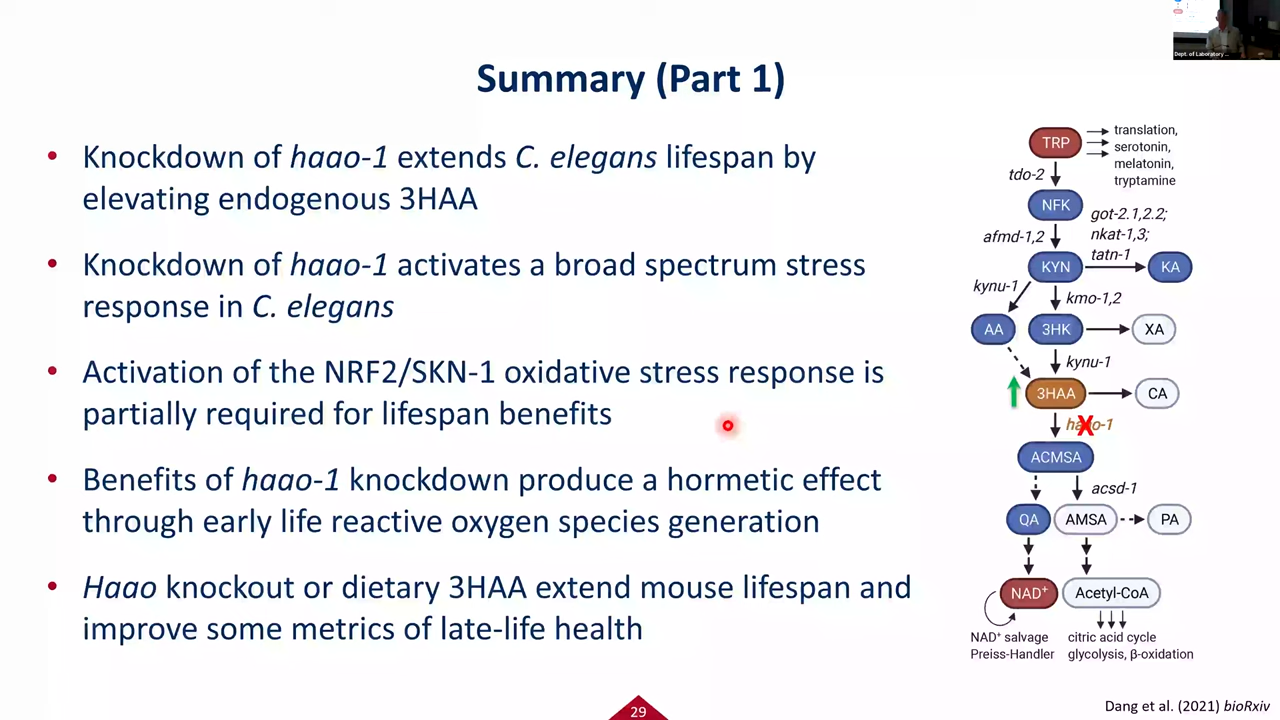 Dept. of Laboratory ...
Summary (Part 1)
• Knockdown of haao-1 extends C. elegans lifespan by
elevating endogenous 3HAA
• Knockdown of haao-1 activates a broad spectrum stress
response in C. elegans
• Activation of the NRF2/SKN-1 oxidative stress response is
partially required for lifespan benefits
• Benefits of haao-1 knockdown produce a hormetic effect
through early life reactive oxygen species generation
• Haao knockout or dietary 3HAA extend mouse lifespan and
improve some metrics of late-life health
TRP
translation,
serotonin,
melatonin,
tryptamine
tdo-2
NFK
got-2.1,2.2;
nkat-1,3;
tatn-1
afmd-1,2
KYN
KA
kynu-1
kmo-1,2
AA
3HK
XA
kynu-1
3HAA
CA
haao-1
X
ACMSA
acsd-1
QA
AMSA
PA
NAD+
Acetyl-CoA
NAD+ salvage
Preiss-Handler
citric acid cycle
glycolysis, β-oxidation
29
Dang et al. (2021) bioRxiv